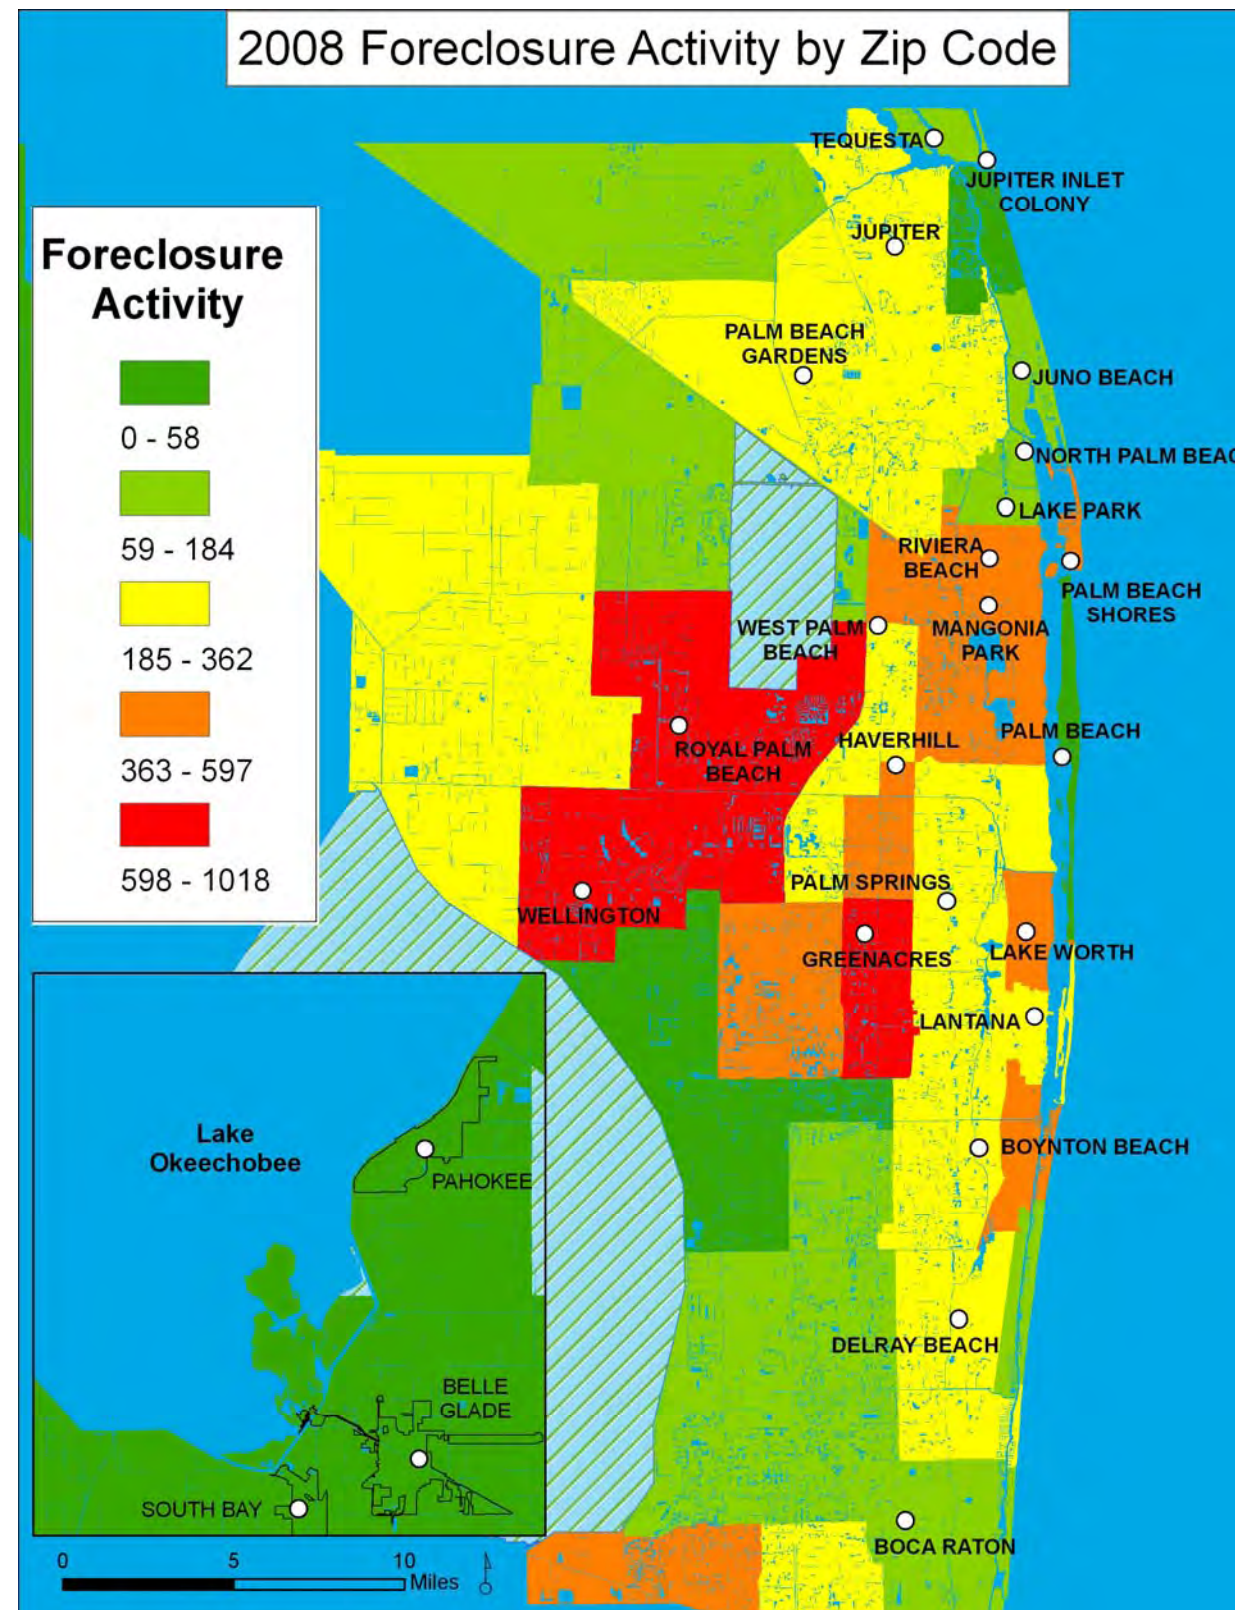 2008 Foreclosure Activity by Zip Code
TEQUESTA
JUPITER INLET
COLONY
JUPITER
Foreclosure
Activity
0 - 58
59 - 184
185 - 362
363 - 597
598 - 1018
PALM BEACH
GARDENS
JUNO BEACH
NORTH PALM BEAC
LAKE PARK
RIVIERA
BEACH
PALM BEACH
SHORES
WEST PALM
BEACH
MANGONIA
PARK
ROYAL PALM
BEACH
HAVERHILL
PALM BEACH
PALM SPRINGS
WELLINGTON
GREENACRES
LAKE WORTH
LANTANA
Lake
Okeechobee
PAHOKEE
BOYNTON BEACH
DELRAY BEACH
BELLE
GLADE
SOUTH BAY
BOCA RATON
0 5 10
Miles